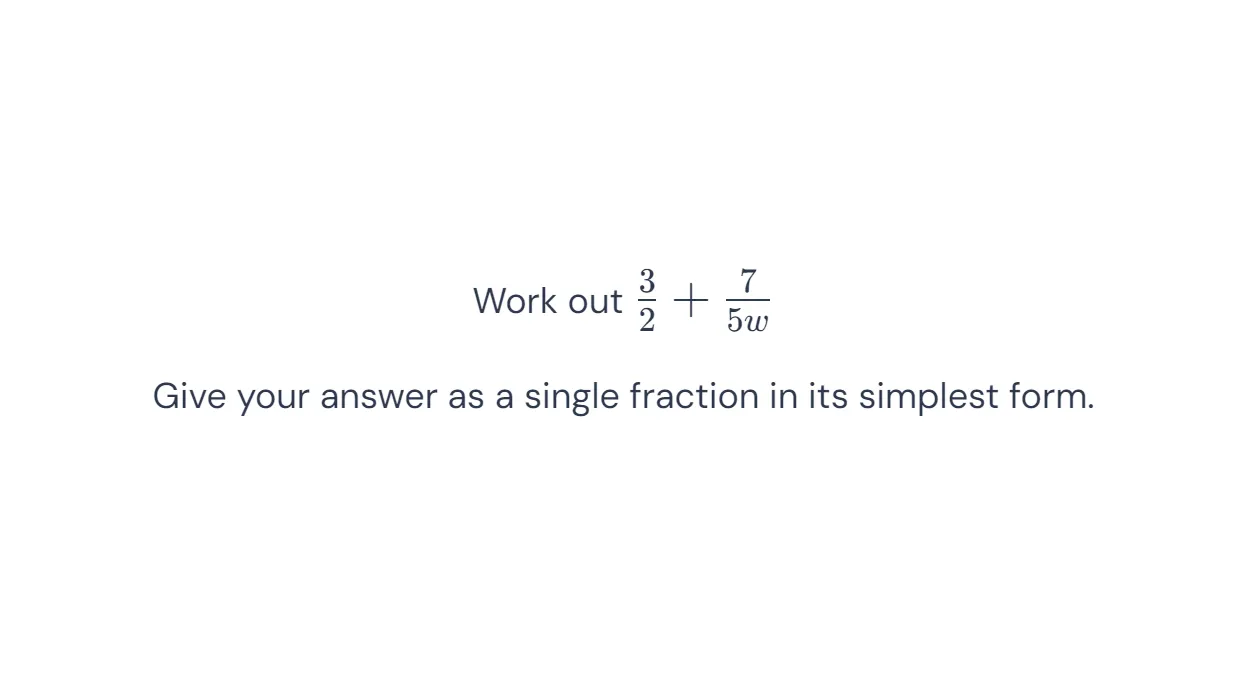 Work out $\frac{3}{2} + \frac{7}{5w}$
Give your answer as a single fraction in its simplest form.